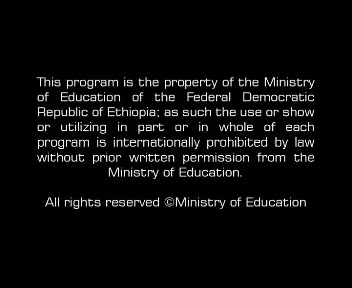 This program is the property of the Ministry
of Education of the Federal Democratic
Republic of Ethiopia; as such the use or show
or utilizing in part or in whole of each
program is internationally prohibited by law
without prior written permission from the
Ministry of Education.
All rights reserved ©Ministry of Education